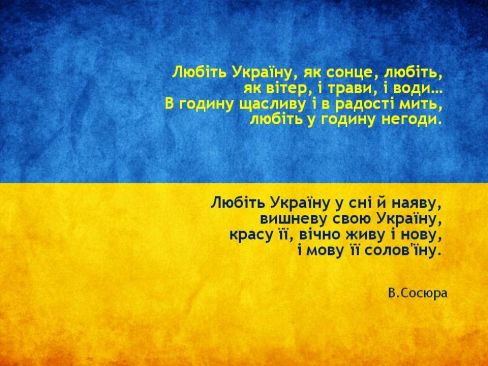 Любіть Україну, як сонце, любіть,
як вітер, і трави, і води…
В годину щасливу і в радості мить,
любіть у годину негоди.
Любіть Україну у сні й наяву,
вишневу свою Україну,
красу її, вічно живу і нову,
і мову її солов'їну.
В.Сосюра